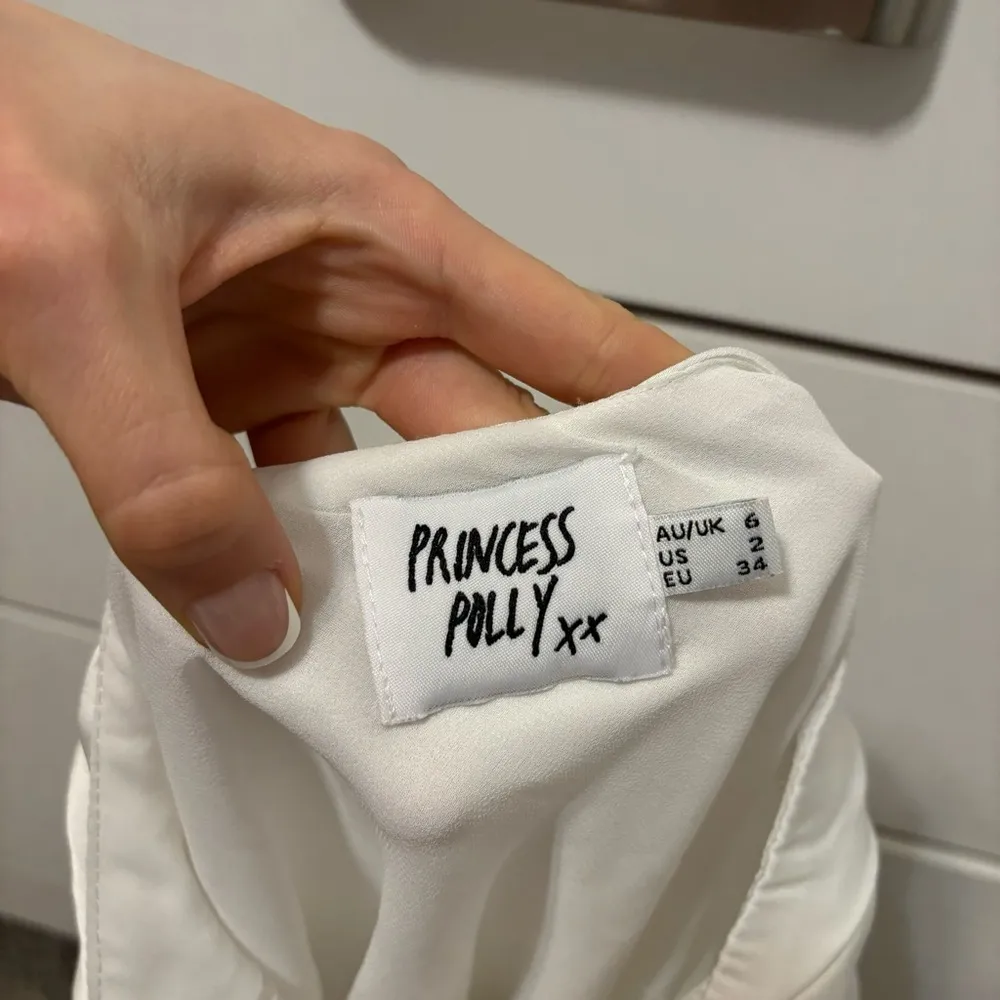 PRINCESS
POLLY xx
AU/UK 6
US 2
EU 34